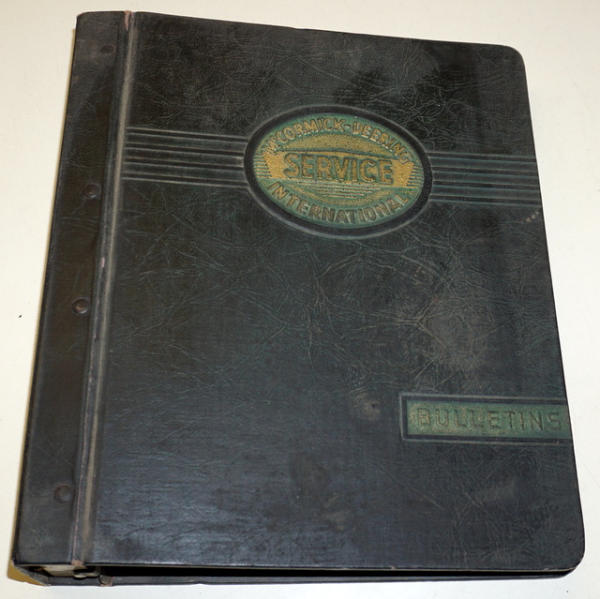 McCORMICK-DEERING
SERVICE
INTERNATIONAL
BULLETINS